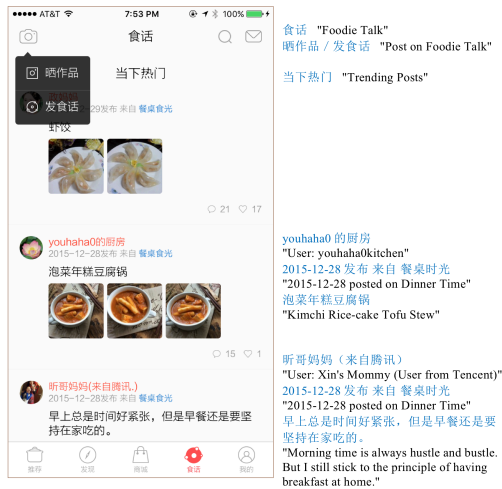 AT&T 7:53 PM 100%
食话
晒作品
发食话
当下热门
29发布 来自 餐桌食光
虾饺
21 17
youhaha0的厨房
2015-12-28发布 来自 餐桌食光
泡菜年糕豆腐锅
15 1
昕哥妈妈(来自腾讯.)
2015-12-28发布 来自 餐桌食光
早上总是时间好紧张，但是早餐还是要坚
持在家吃的。
推荐 发现 商城 食话 我的
食话 "Foodie Talk"
晒作品 / 发食话 "Post on Foodie Talk"
当下热门 "Trending Posts"
youhaha0 的厨房
"User: youhaha0kitchen"
2015-12-28 发布 来自 餐桌时光
"2015-12-28 posted on Dinner Time"
泡菜年糕豆腐锅
"Kimchi Rice-cake Tofu Stew"
昕哥妈妈（来自腾讯）
"User: Xin's Mommy (User from Tencent)"
2015-12-28 发布 来自 餐桌时光
"2015-12-28 posted on Dinner Time"
早上总是时间好紧张，但是早餐还是要
坚持在家吃的。
"Morning time is always hustle and bustle.
But I still stick to the principle of having
breakfast at home."